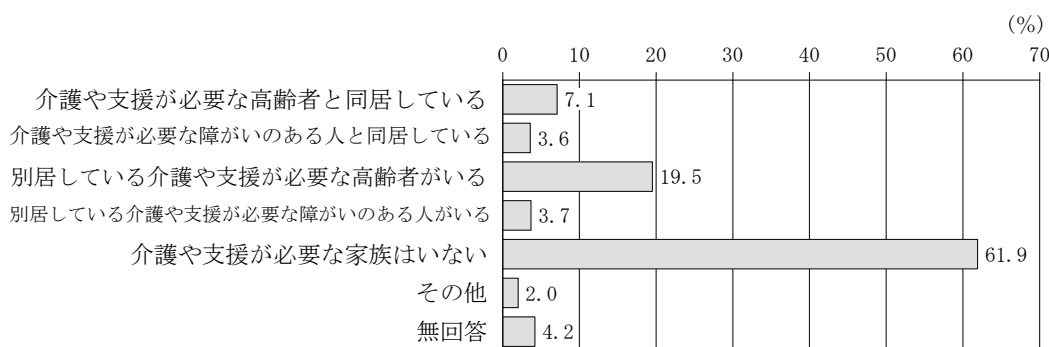 (%)
0 10 20 30 40 50 60 70
介護や支援が必要な高齢者と同居している 7.1
介護や支援が必要な障がいのある人と同居している 3.6
別居している介護や支援が必要な高齢者がいる 19.5
別居している介護や支援が必要な障がいのある人がいる 3.7
介護や支援が必要な家族はいない 61.9
その他 2.0
無回答 4.2